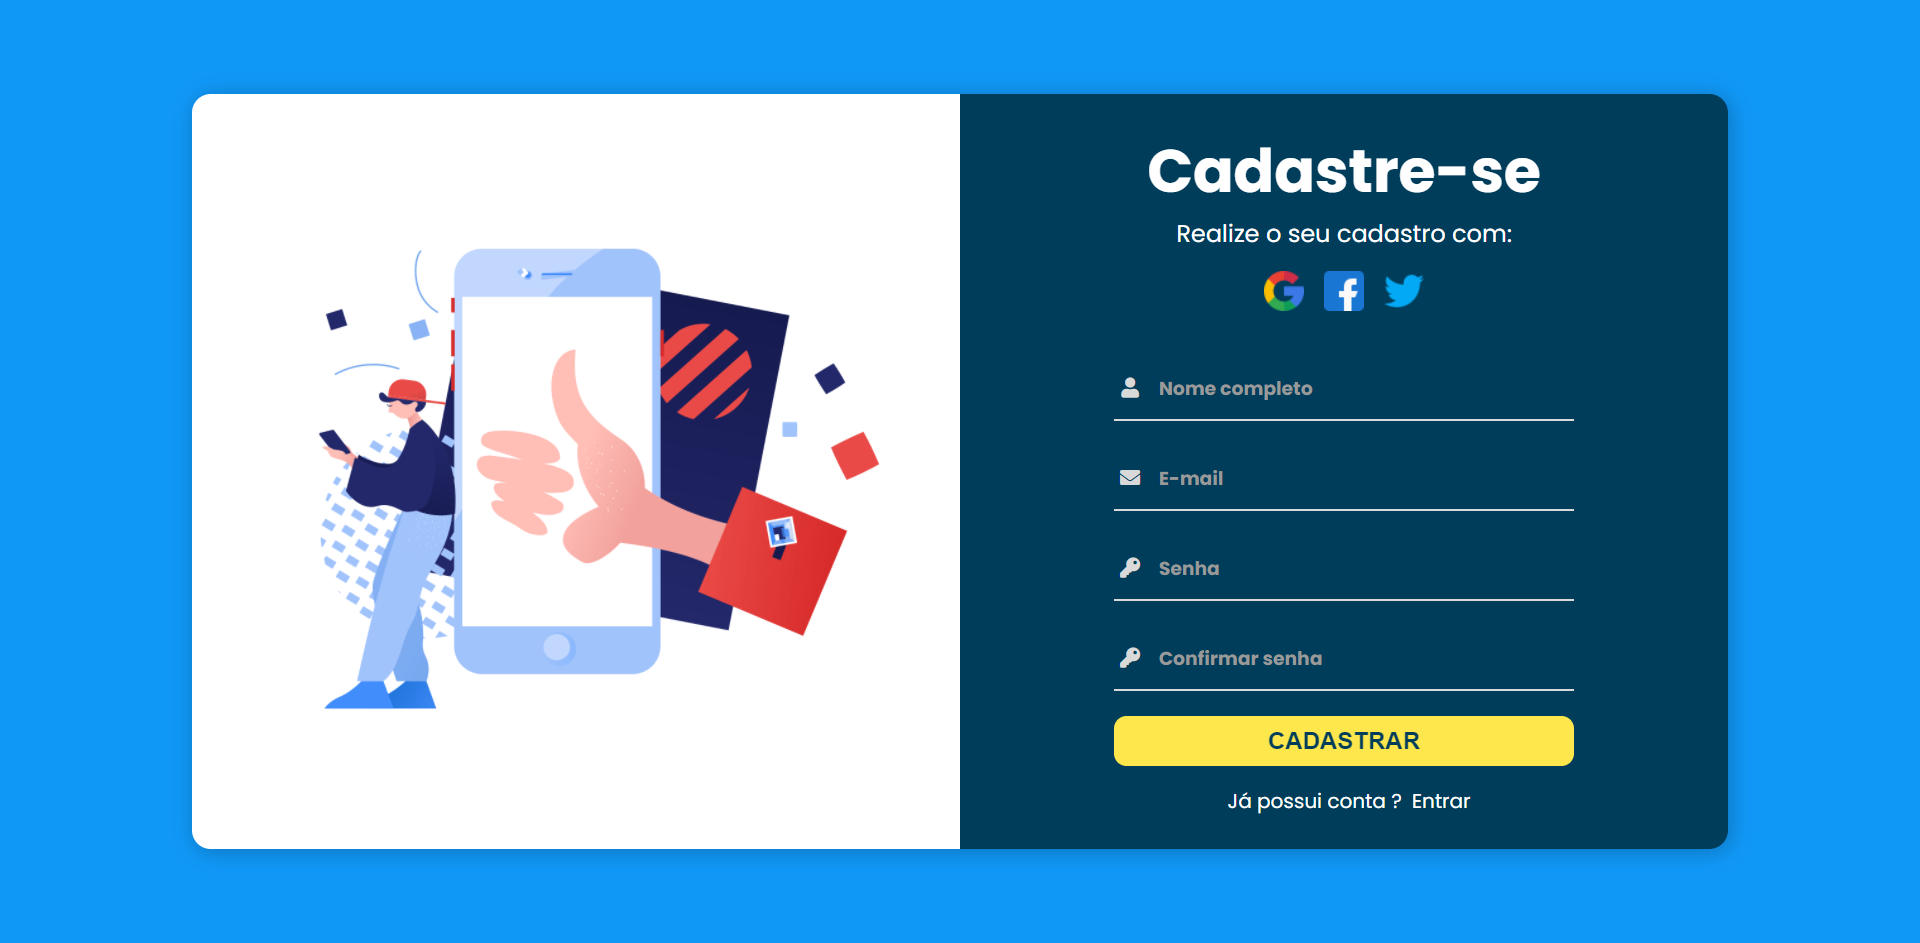 Cadastre-se
Realize o seu cadastro com:
Nome completo
E-mail
Senha
Confirmar senha
CADASTRAR
Já possui conta ? Entrar